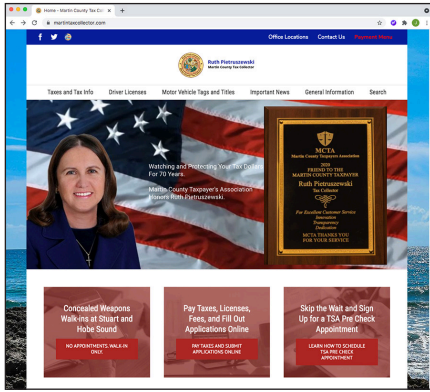 Home - Martin County Tax Col
martintaxcollector.com
Office Locations Contact Us Payment Menu
Ruth Pietruszewski
Martin County Tax Collector
Taxes and Tax Info Driver Licenses Motor Vehicle Tags and Titles Important News General Information Search
Watching and Protecting Your Tax Dollars
For 70 Years.
Martin County Taxpayer's Association
Honors Ruth Pietruszewski.
MCTA
Martin County Taxpayers Association
2020
FRIEND TO THE
MARTIN COUNTY TAXPAYER
Ruth Pietruszewski
Tax Collector
For Excellent Customer Service
Innovation
Transparency
Dedication
MCTA THANKS YOU
FOR YOUR SERVICE
Concealed Weapons
Walk-ins at Stuart and
Hobe Sound
NO APPOINTMENTS, WALK-IN
ONLY.
Pay Taxes, Licenses,
Fees, and Fill Out
Applications Online
PAY TAXES AND SUBMIT
APPLICATIONS ONLINE
Skip the Wait and Sign
Up for a TSA Pre Check
Appointment
LEARN HOW TO SCHEDULE
TSA PRE CHECK
APPOINTMENT